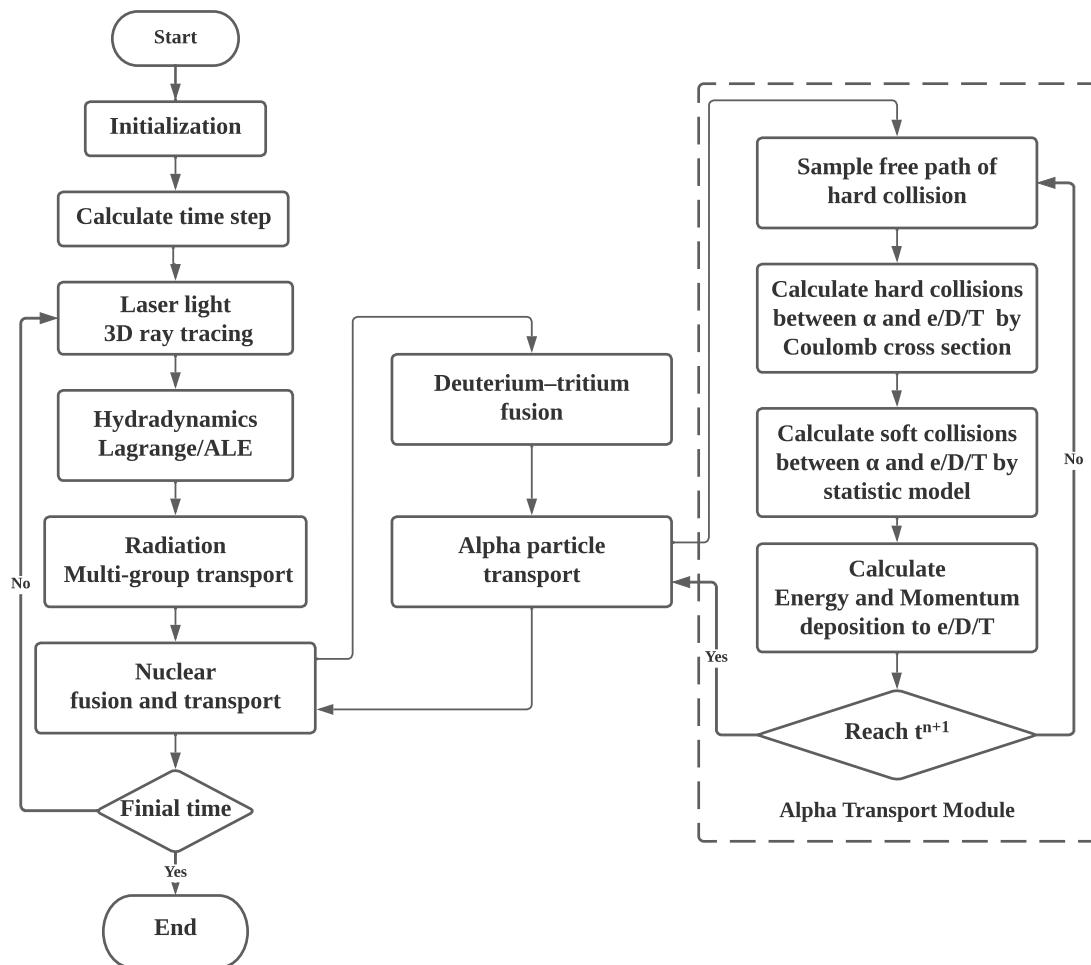 Start
Initialization
Calculate time step
Laser light
3D ray tracing
Hydradynamics
Lagrange/ALE
Radiation
Multi-group transport
Nuclear
fusion and transport
Finial time
No
Yes
End
Deuterium–tritium
fusion
Alpha particle
transport
Sample free path of
hard collision
Calculate hard collisions
between α and e/D/T by
Coulomb cross section
Calculate soft collisions
between α and e/D/T by
statistic model
Calculate
Energy and Momentum
deposition to e/D/T
Reach tⁿ⁺¹
Yes
No
Alpha Transport Module